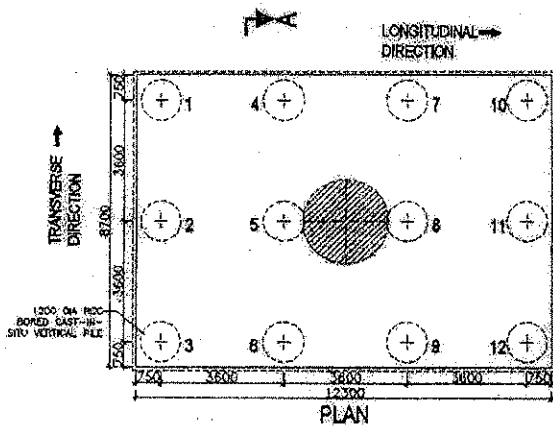 A
LONGITUDINAL
DIRECTION
750
3600
8700
3600
750
TRANSVERSE
DIRECTION
1 4 7 10
2 5 8 11
3 6 9 12
1200 DIA RCC
BORED CAST-IN-
SITU VERTICAL PILE
750 3600 3600 3600 750
12300
PLAN